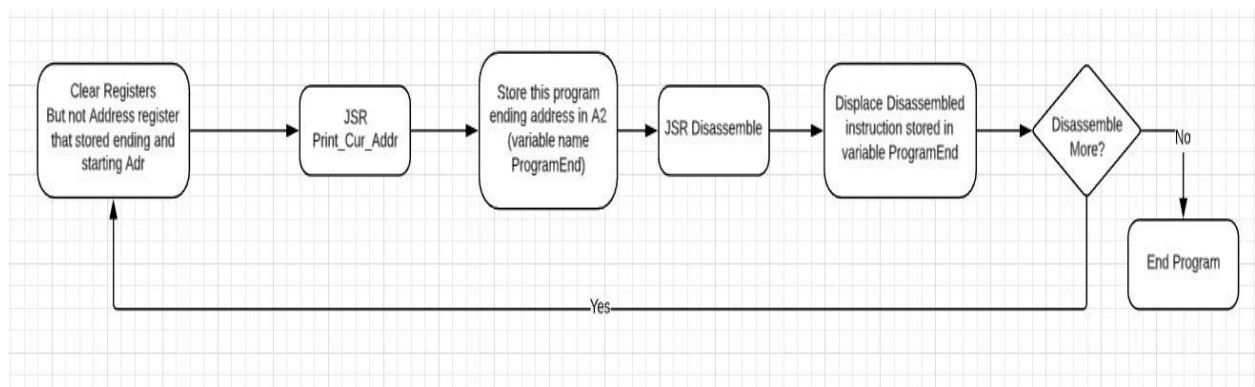 Clear Registers
But not Address register
that stored ending and
starting Adr
JSR
Print_Cur_Addr
Store this program
ending address in A2
(variable name
ProgramEnd)
JSR Disassemble
Displace Disassembled
instruction stored in
variable ProgramEnd
Disassemble
More?
No
End Program
Yes